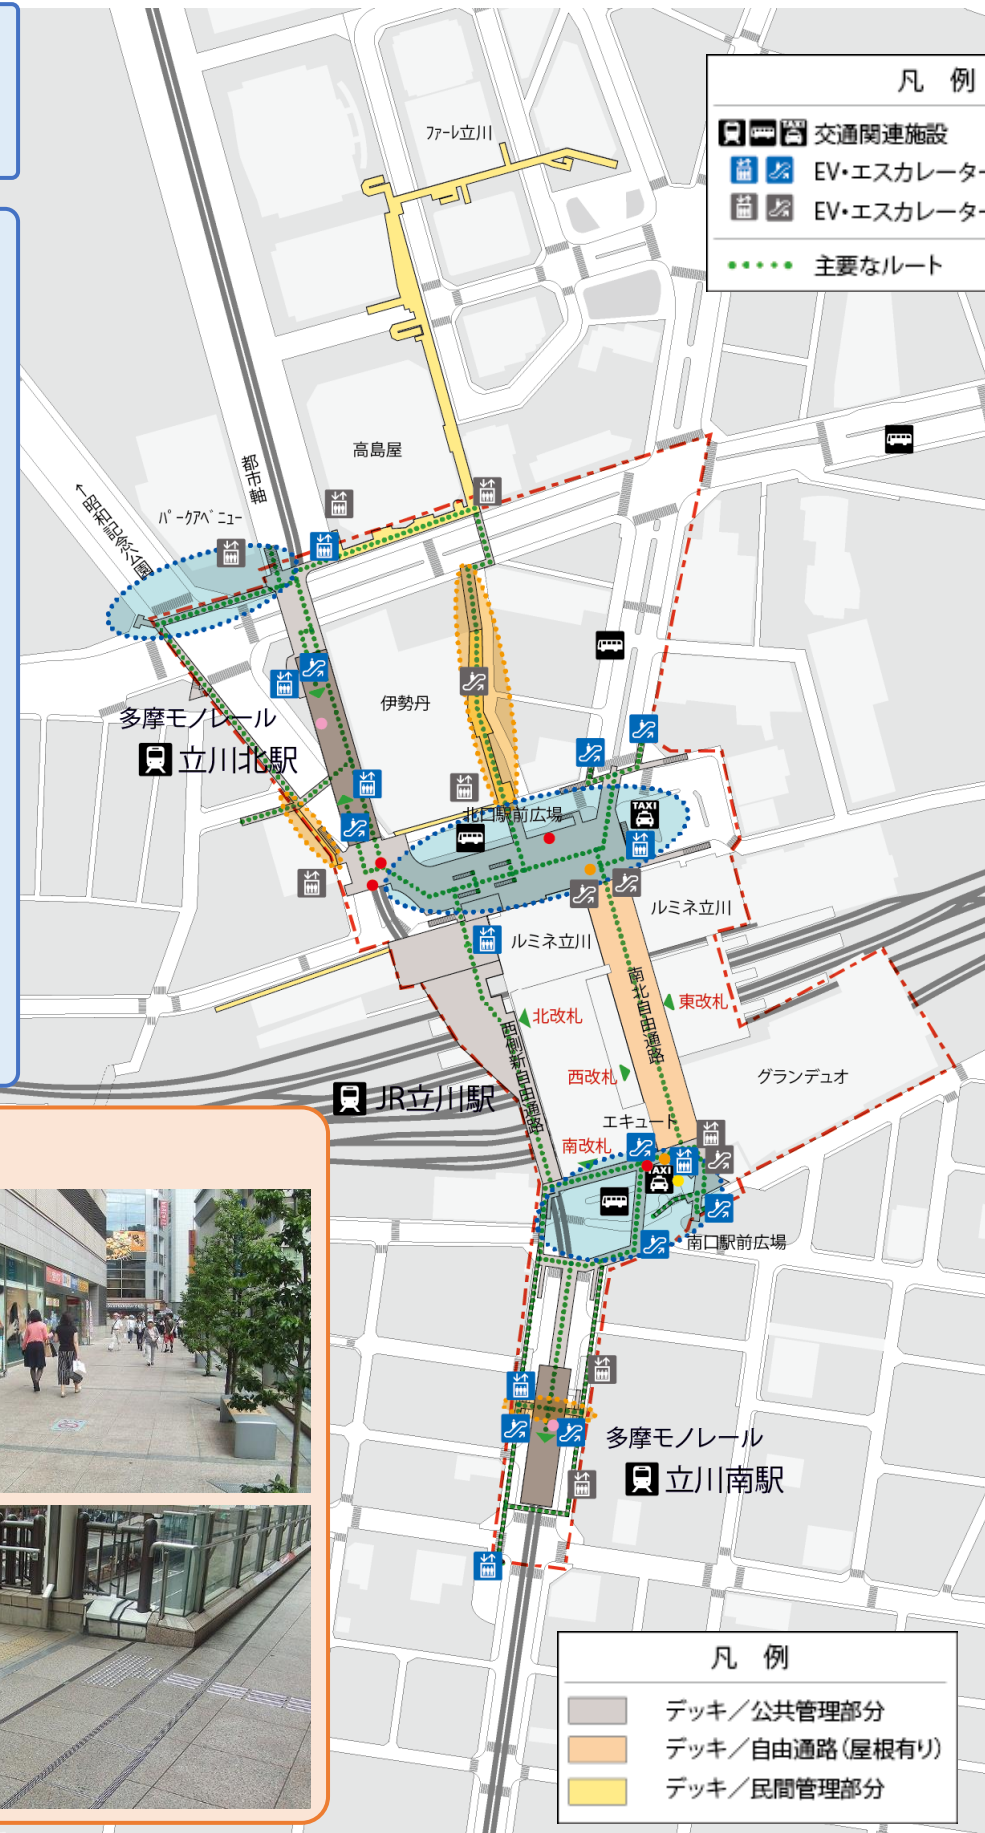 凡　例
交通関連施設
EV・エスカレーター
EV・エスカレーター
主要なルート
ファーレ立川
高島屋
都市軸
パークアベニュー
↑昭和記念公園
伊勢丹
多摩モノレール
立川北駅
TAXI
北口駅前広場
ルミネ立川
ルミネ立川
南北自由通路
東改札
北改札
西側新自由通路
西改札
グランデュオ
JR立川駅
エキュート
南改札
TAXI
南口駅前広場
多摩モノレール
立川南駅
凡　例
デッキ／公共管理部分
デッキ／自由通路(屋根有り)
デッキ／民間管理部分